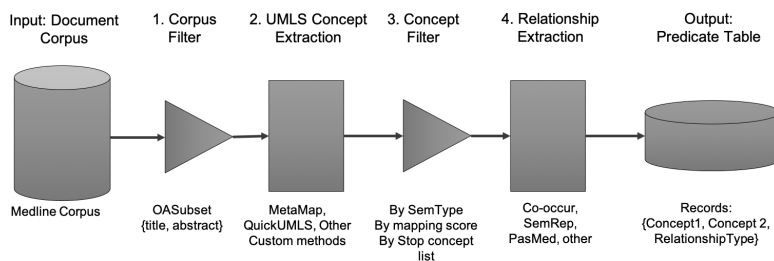 Input: Document
Corpus
1. Corpus
Filter
2. UMLS Concept
Extraction
3. Concept
Filter
4. Relationship
Extraction
Output:
Predicate Table
Medline Corpus
OASubset
{title, abstract}
MetaMap,
QuickUMLS, Other
Custom methods
By SemType
By mapping score
By Stop concept
list
Co-occur,
SemRep,
PasMed, other
Records:
{Concept1, Concept 2,
RelationshipType}